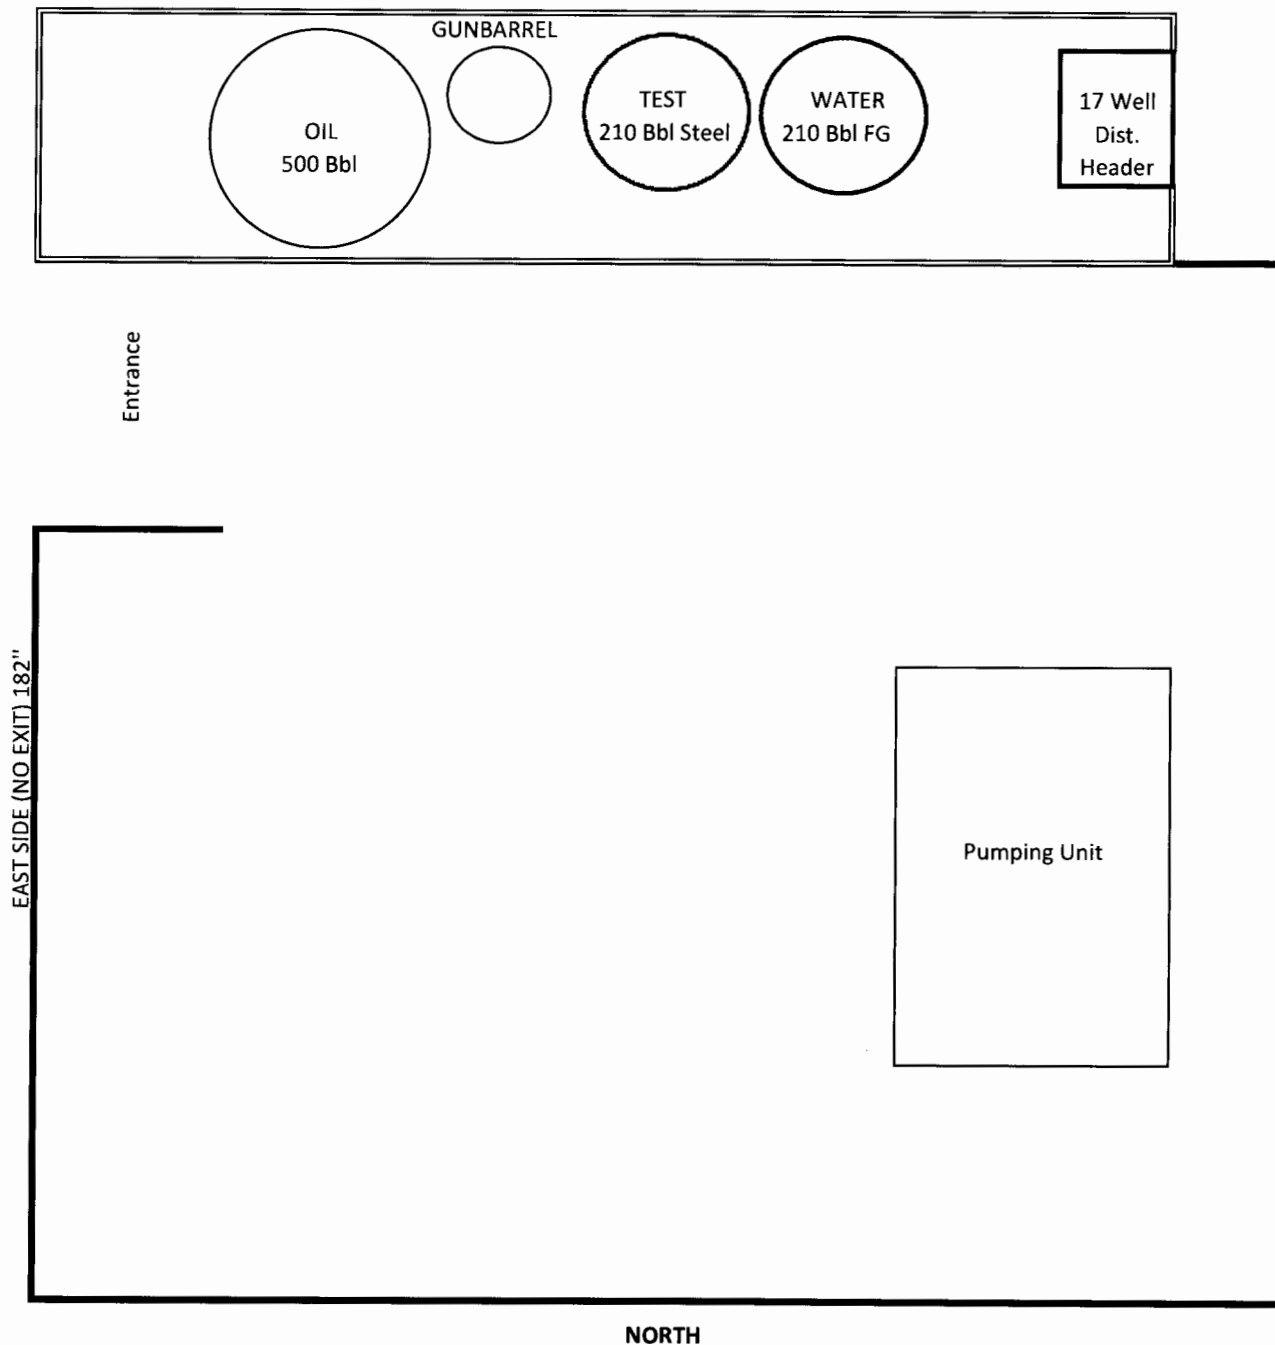 GUNBARREL
OIL
500 Bbl
TEST
210 Bbl Steel
WATER
210 Bbl FG
17 Well
Dist.
Header
Entrance
EAST SIDE (NO EXIT) 182"
Pumping Unit
NORTH